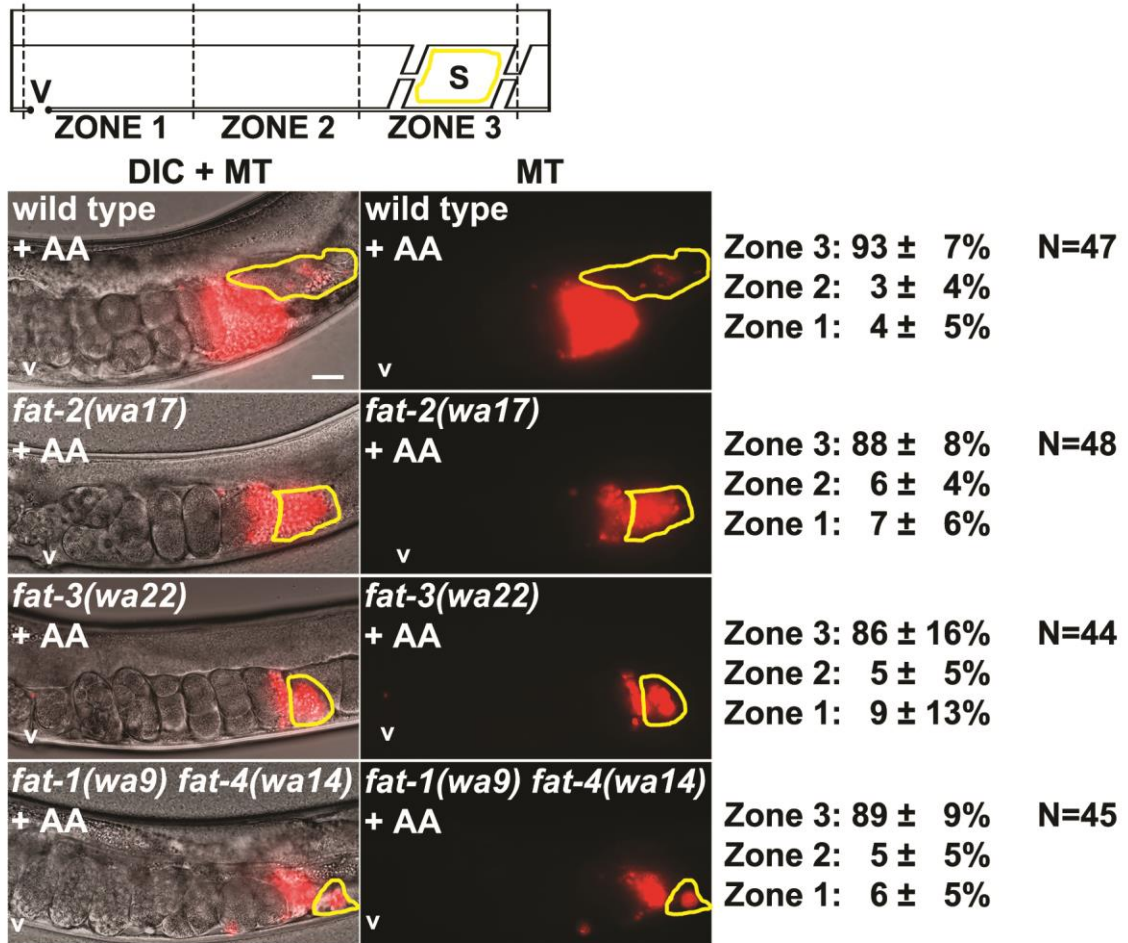 V
S
ZONE 1 ZONE 2 ZONE 3
DIC + MT MT
wild type
+ AA
v
wild type
+ AA
v
Zone 3: 93 ± 7% N=47
Zone 2: 3 ± 4%
Zone 1: 4 ± 5%
fat-2(wa17)
+ AA
v
fat-2(wa17)
+ AA
v
Zone 3: 88 ± 8% N=48
Zone 2: 6 ± 4%
Zone 1: 7 ± 6%
fat-3(wa22)
+ AA
v
fat-3(wa22)
+ AA
v
Zone 3: 86 ± 16% N=44
Zone 2: 5 ± 5%
Zone 1: 9 ± 13%
fat-1(wa9) fat-4(wa14)
+ AA
v
fat-1(wa9) fat-4(wa14)
+ AA
v
Zone 3: 89 ± 9% N=45
Zone 2: 5 ± 5%
Zone 1: 6 ± 5%